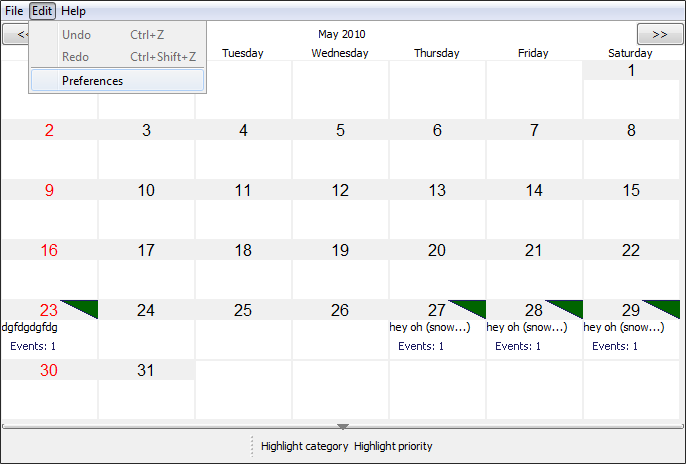 File Edit Help
<< May 2010 >>
Undo Ctrl+Z
Redo Ctrl+Shift+Z
Preferences
Tuesday Wednesday Thursday Friday Saturday
1
2 3 4 5 6 7 8
9 10 11 12 13 14 15
16 17 18 19 20 21 22
23 24 25 26 27 28 29
dgfdgdgfdg hey oh (snow...) hey oh (snow...) hey oh (snow...)
Events: 1 Events: 1 Events: 1 Events: 1
30 31
Highlight category Highlight priority